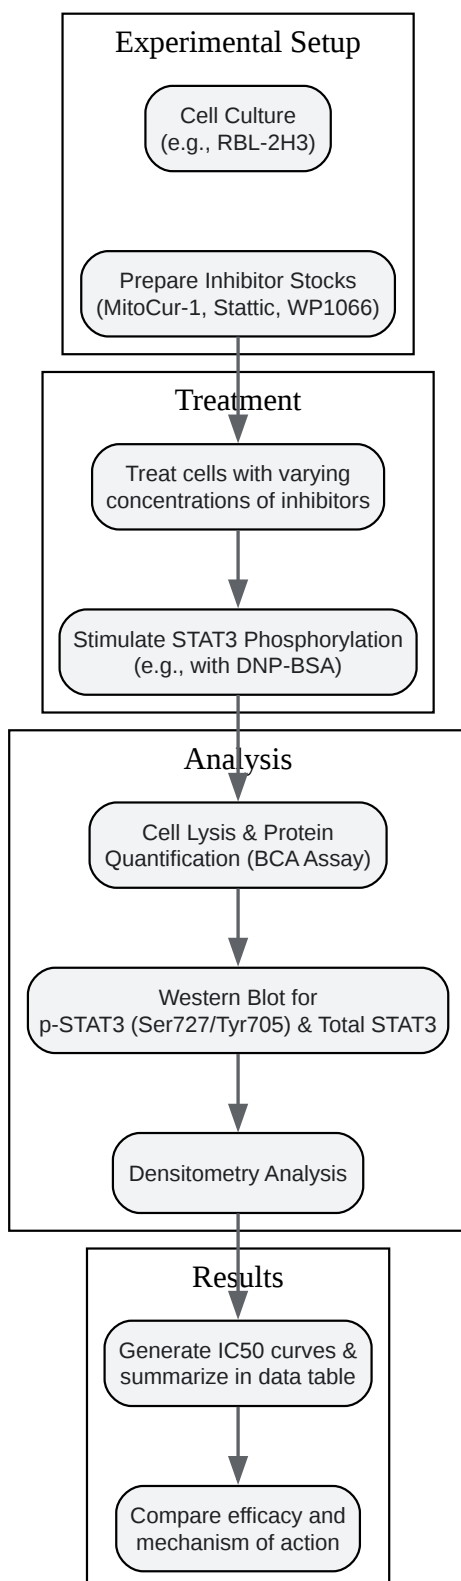 Experimental Setup
Cell Culture
(e.g., RBL-2H3)
Prepare Inhibitor Stocks
(MitoCur-1, Stattic, WP1066)
Treatment
Treat cells with varying
concentrations of inhibitors
Stimulate STAT3 Phosphorylation
(e.g., with DNP-BSA)
Analysis
Cell Lysis & Protein
Quantification (BCA Assay)
Western Blot for
p-STAT3 (Ser727/Tyr705) & Total STAT3
Densitometry Analysis
Results
Generate IC50 curves &
summarize in data table
Compare efficacy and
mechanism of action